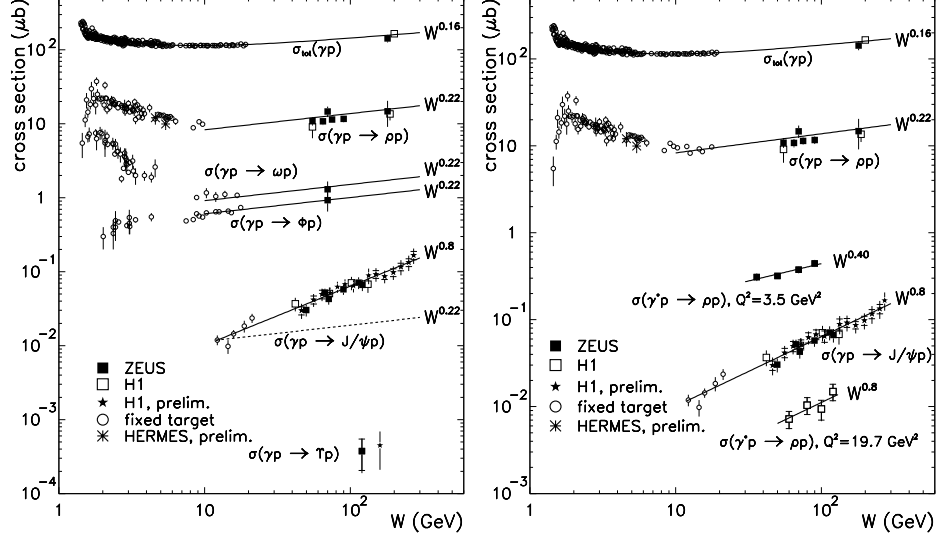 cross section (μb)
10²
10
1
10⁻¹
10⁻²
10⁻³
10⁻⁴
σtot(γp)
W^0.16
W^0.22
σ(γp → ρp)
σ(γp → ωp)
W^0.22
W^0.22
σ(γp → Φp)
W^0.8
W^0.22
σ(γp → J/ψp)
ZEUS
H1
H1, prelim.
fixed target
HERMES, prelim.
σ(γp → ϒp)
1
10
10²
W (GeV)
cross section (μb)
10²
10
1
10⁻¹
10⁻²
10⁻³
W^0.16
σtot(γp)
W^0.22
σ(γp → ρp)
W^0.40
σ(γ*p → ρp), Q²=3.5 GeV²
W^0.8
σ(γp → J/ψp)
ZEUS
H1
H1, prelim.
fixed target
HERMES, prelim.
W^0.8
σ(γ*p → ρp), Q²=19.7 GeV²
1
10
10²
W (GeV)